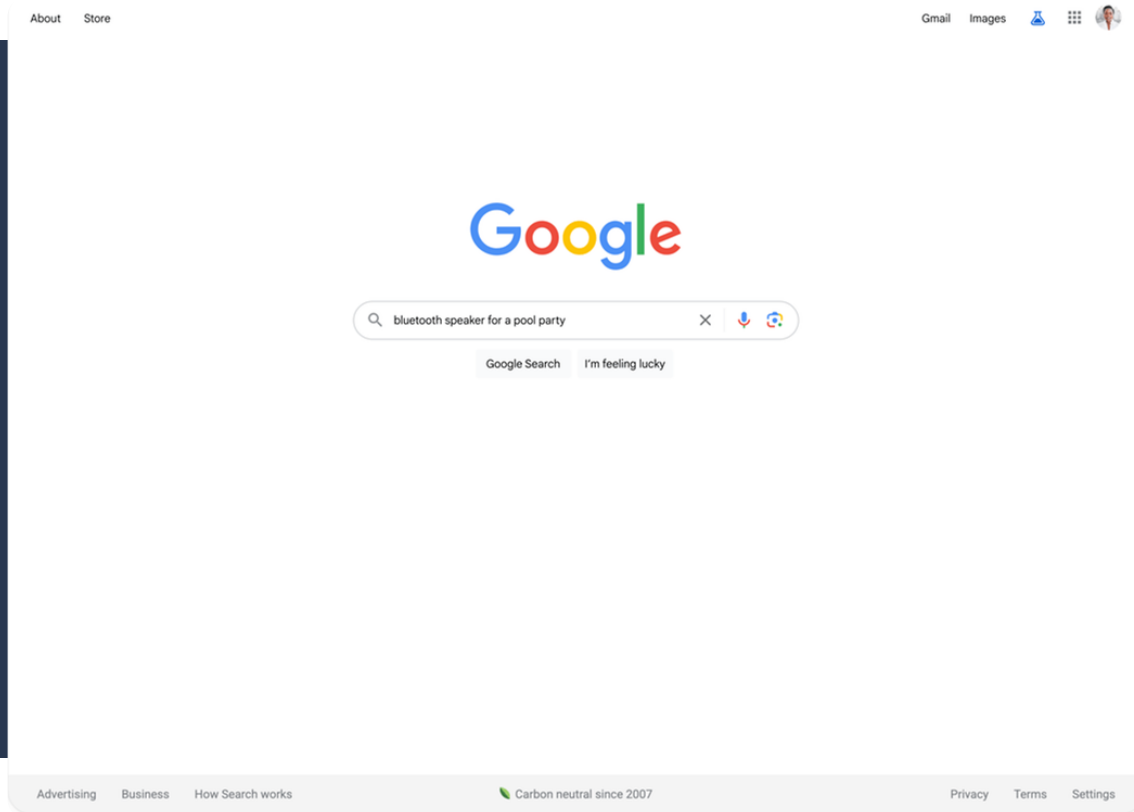 About Store Gmail Images
Google
bluetooth speaker for a pool party
Google Search I'm feeling lucky
Advertising Business How Search works Carbon neutral since 2007 Privacy Terms Settings